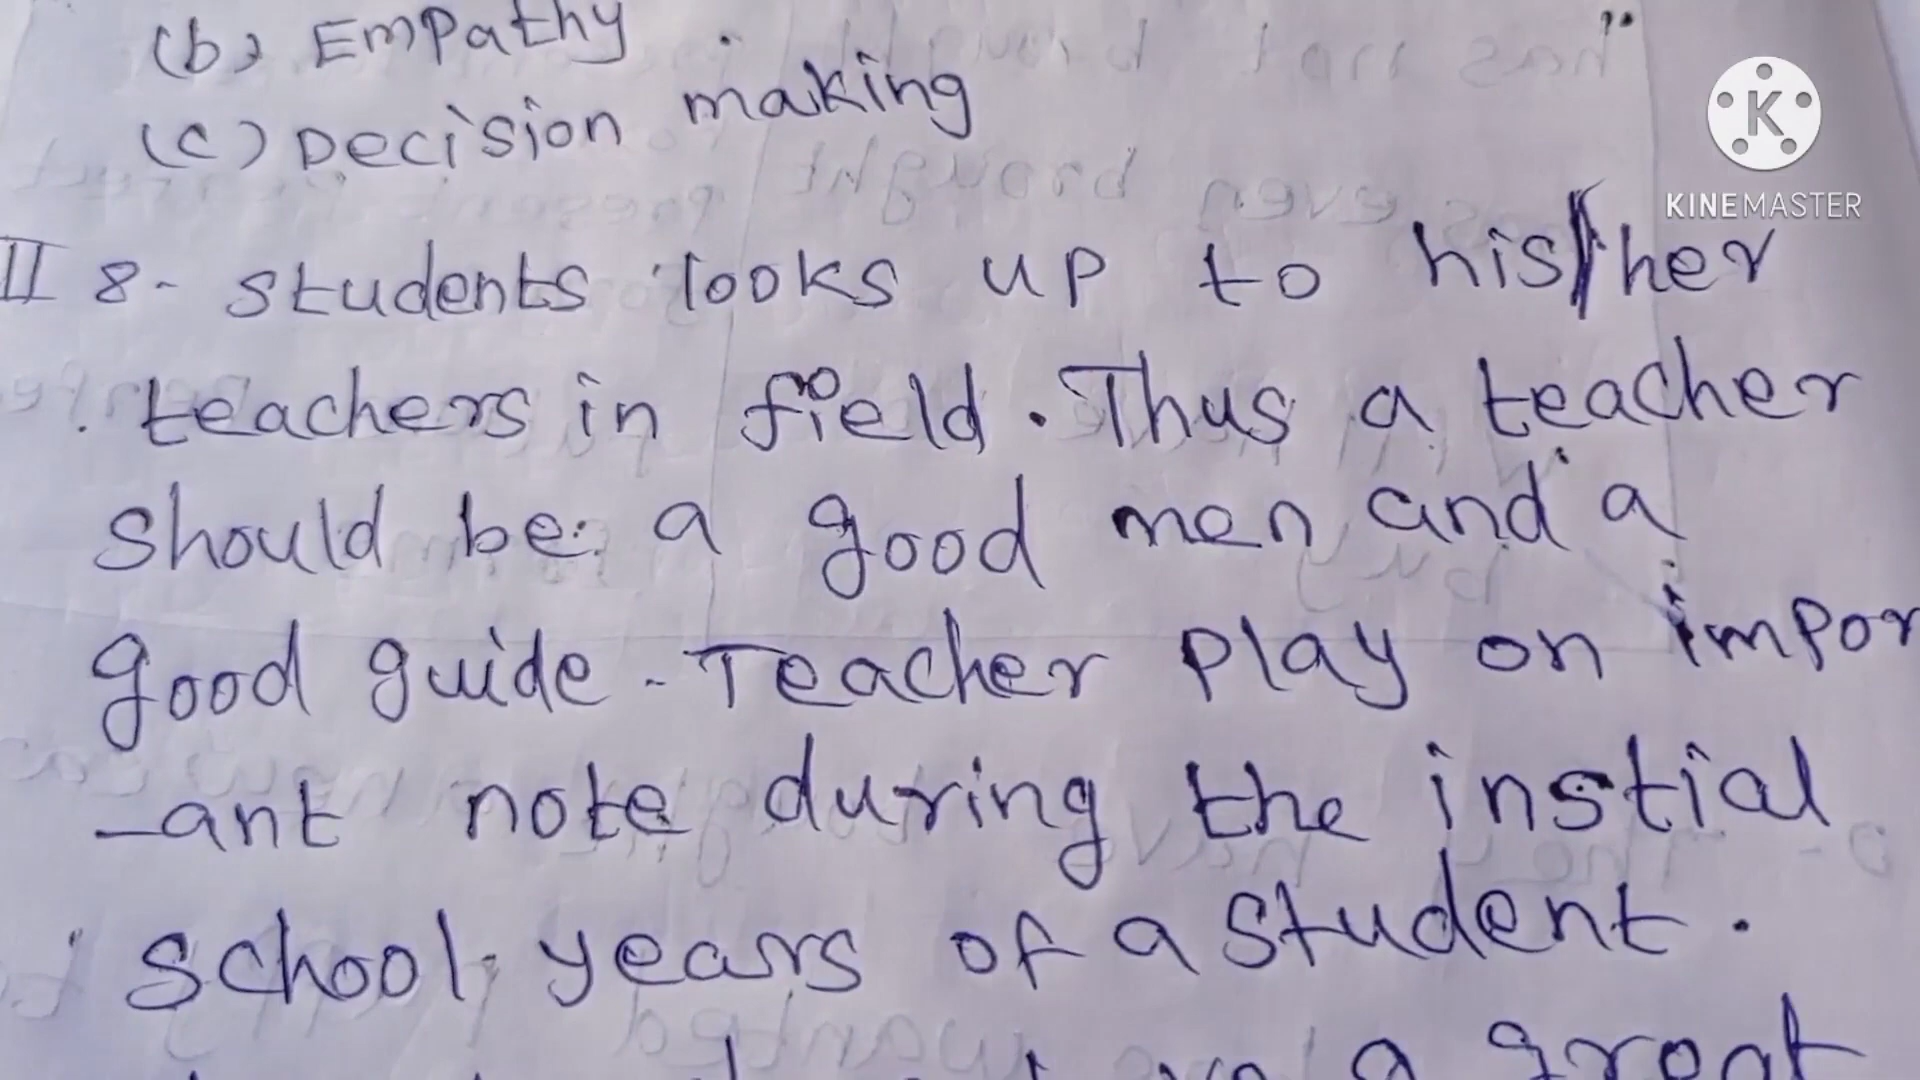 (b) Empathy
(c) Decision making
K
KINEMASTER
II 8- students looks up to his/her
teachers in field. Thus a teacher
should be a good men and a
good guide - Teacher play on impor
-ant note during the instial
school years of a student.
a great